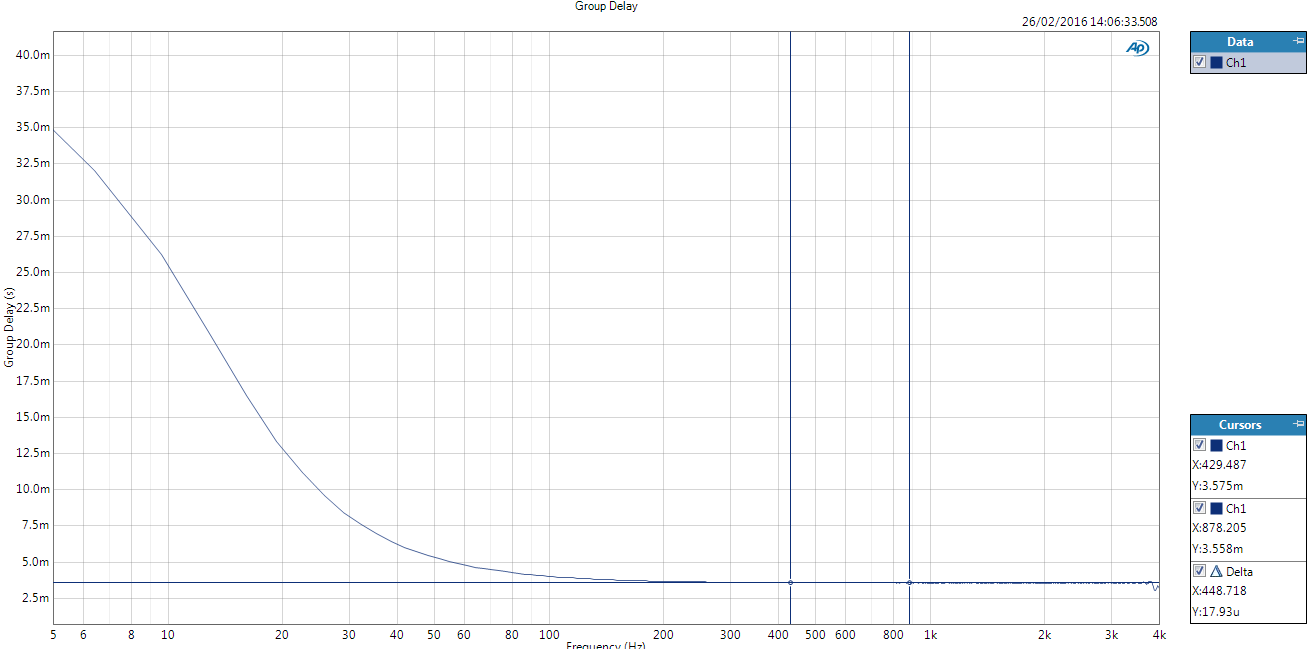 Group Delay
26/02/2016 14:06:33.508
AP
Data
Ch1
40.0m
37.5m
35.0m
32.5m
30.0m
27.5m
25.0m
22.5m
20.0m
17.5m
15.0m
12.5m
10.0m
7.5m
5.0m
2.5m
Group Delay (s)
5 6 8 10 20 30 40 50 60 80 100 200 300 400 500 600 800 1k 2k 3k 4k
Frequency (Hz)
Cursors
Ch1
X:429.487
Y:3.575m
Ch1
X:878.205
Y:3.558m
Delta
X:448.718
Y:17.93u